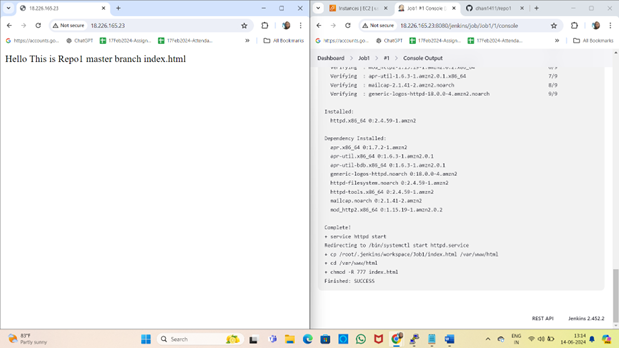 18.226.165.23
Not secure 18.226.165.23
https://accounts.go... ChatGPT 17Feb2024-Assign... 17Feb2024-Attenda... » All Bookmarks
Hello This is Repo1 master branch index.html
Instances | EC2 | Job1 #1 Console
Not secure 18.226.165.23:8080/jenkins/job/Job1/1/console
https://accounts.go... ChatGPT 17Feb2024-Assign... 17Feb2024-Attenda... » All Bookmarks
Dashboard > Job1 > #1 > Console Output
Verifying : apr-util-1.6.3-1.amzn2.0.1.x86_64 7/9
Verifying : mailcap-2.1.41-2.amzn2.noarch 8/9
Verifying : generic-logos-httpd-18.0.0-4.amzn2.noarch 9/9
Installed:
httpd.x86_64 0:2.4.59-1.amzn2
Dependency Installed:
apr.x86_64 0:1.7.2-1.amzn2
apr-util.x86_64 0:1.6.3-1.amzn2.0.1
apr-util-bdb.x86_64 0:1.6.3-1.amzn2.0.1
generic-logos-httpd.noarch 0:18.0.0-4.amzn2
httpd-filesystem.noarch 0:2.4.59-1.amzn2
httpd-tools.x86_64 0:2.4.59-1.amzn2
mailcap.noarch 0:2.1.41-2.amzn2
mod_http2.x86_64 0:1.15.19-1.amzn2.0.2
Complete!
+ service httpd start
Redirecting to /bin/systemctl start httpd.service
+ cp /root/.jenkins/workspace/Job1/index.html /var/www/html
+ cd /var/www/html
+ chmod -R 777 index.html
Finished: SUCCESS
REST API Jenkins 2.452.2
83°F
Partly sunny
Search
ENG
IN
13:14
14-06-2024